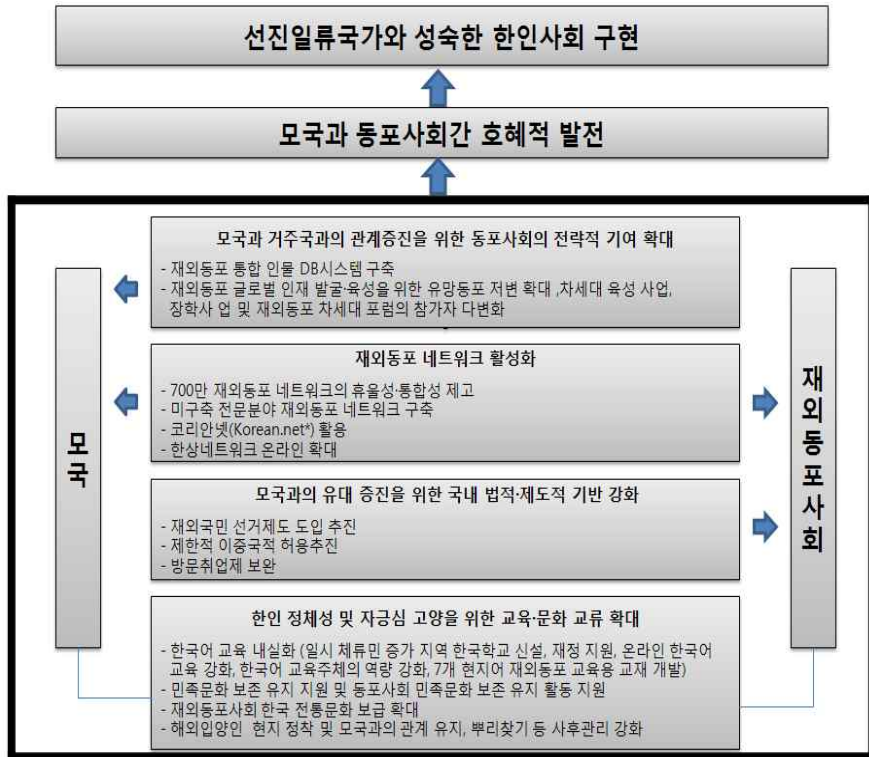 선진일류국가와 성숙한 한인사회 구현
모국과 동포사회간 호혜적 발전
모국과 거주국과의 관계증진을 위한 동포사회의 전략적 기여 확대
- 재외동포 통합 인물 DB시스템 구축
- 재외동포 글로벌 인재 발굴·육성을 위한 유망동포 저변 확대 ,차세대 육성 사업,
장학사 업 및 재외동포 차세대 포럼의 참가자 다변화
재외동포 네트워크 활성화
- 700만 재외동포 네트워크의 휴율성·통합성 제고
- 미구축 전문분야 재외동포 네트워크 구축
- 코리안넷(Korean.net*) 활용
- 한상네트워크 온라인 확대
모국
재외동포사회
모국과의 유대 증진을 위한 국내 법적·제도적 기반 강화
- 재외국민 선거제도 도입 추진
- 제한적 이중국적 허용추진
- 방문취업제 보완
한인 정체성 및 자긍심 고양을 위한 교육·문화 교류 확대
- 한국어 교육 내실화 (일시 체류민 증가 지역 한국학교 신설, 재정 지원, 온라인 한국어
교육 강화, 한국어 교육주체의 역량 강화, 7개 현지어 재외동포 교육용 교재 개발)
- 민족문화 보존 유지 지원 및 동포사회 민족문화 보존 유지 활동 지원
- 재외동포사회 한국 전통문화 보급 확대
- 해외입양인 현지 정착 및 모국과의 관계 유지, 뿌리찾기 등 사후관리 강화